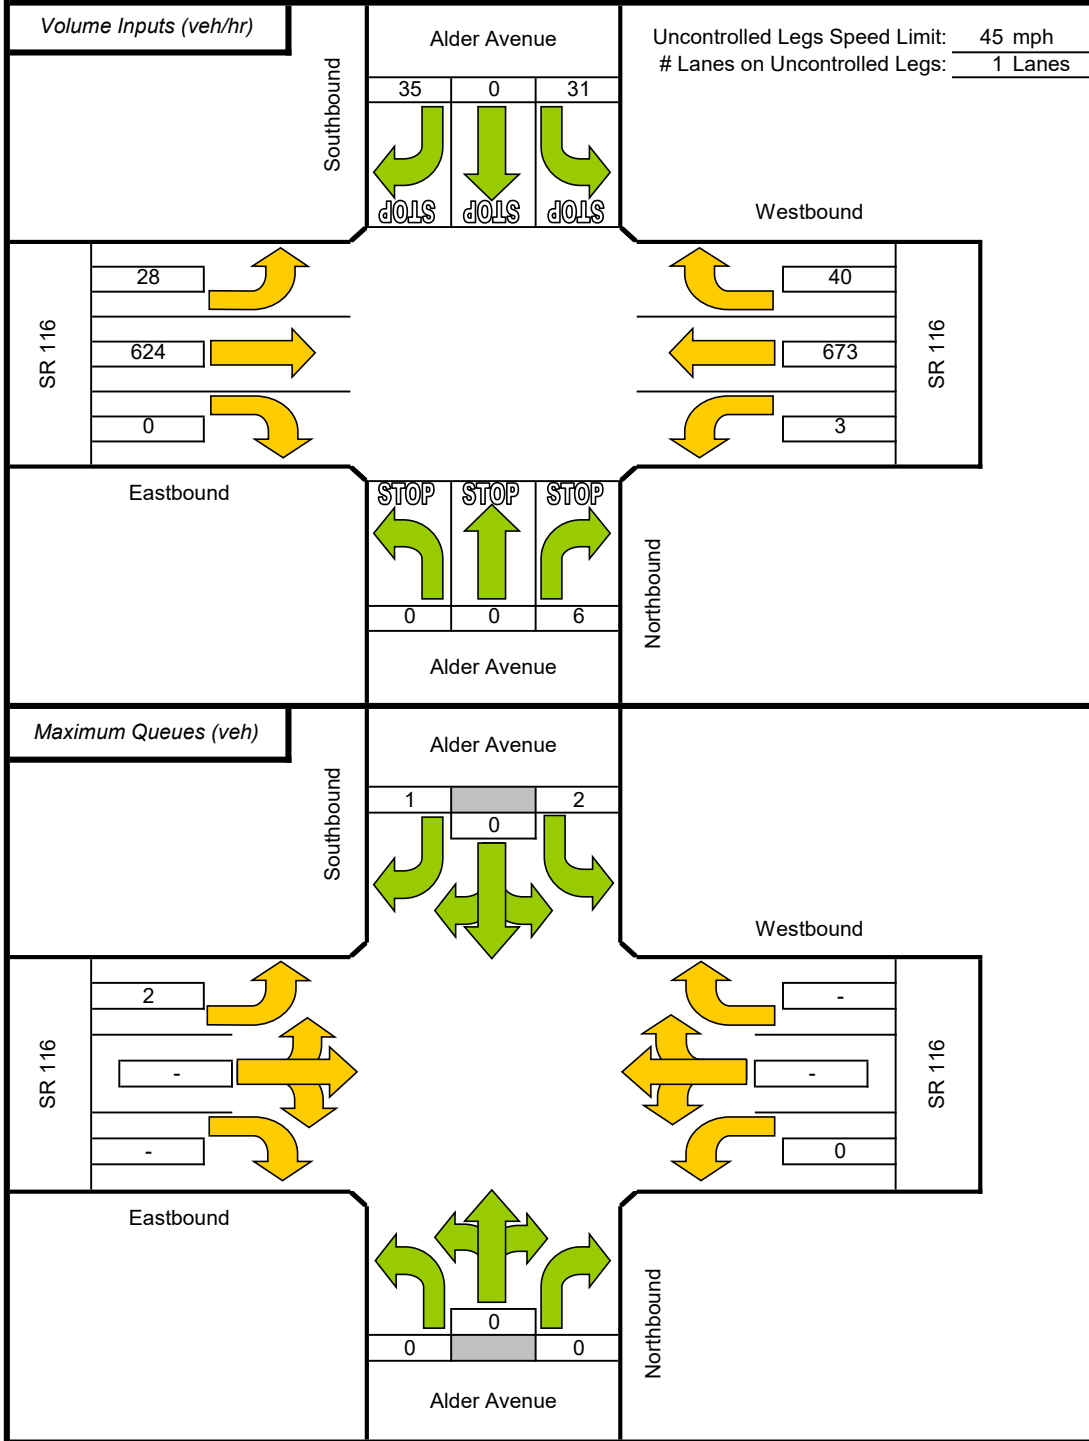 Volume Inputs (veh/hr)
Alder Avenue
Uncontrolled Legs Speed Limit: 45 mph
# Lanes on Uncontrolled Legs: 1 Lanes
Southbound
35 0 31
STOP STOP STOP
Westbound
SR 116
28
624
0
40
673
3
SR 116
Eastbound
STOP STOP STOP
Northbound
0 0 6
Alder Avenue
Maximum Queues (veh)
Alder Avenue
Southbound
1 2
0
Westbound
SR 116
2
-
-
-
-
0
SR 116
Eastbound
Northbound
0
0 0
Alder Avenue